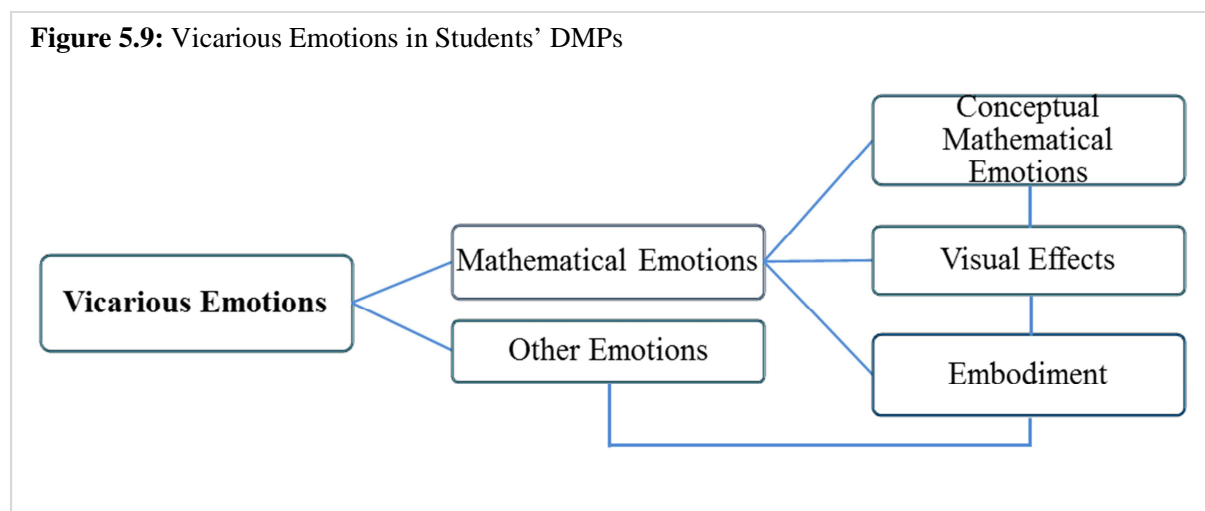 Figure 5.9: Vicarious Emotions in Students’ DMPs
Vicarious Emotions
Mathematical Emotions
Other Emotions
Conceptual
Mathematical
Emotions
Visual Effects
Embodiment